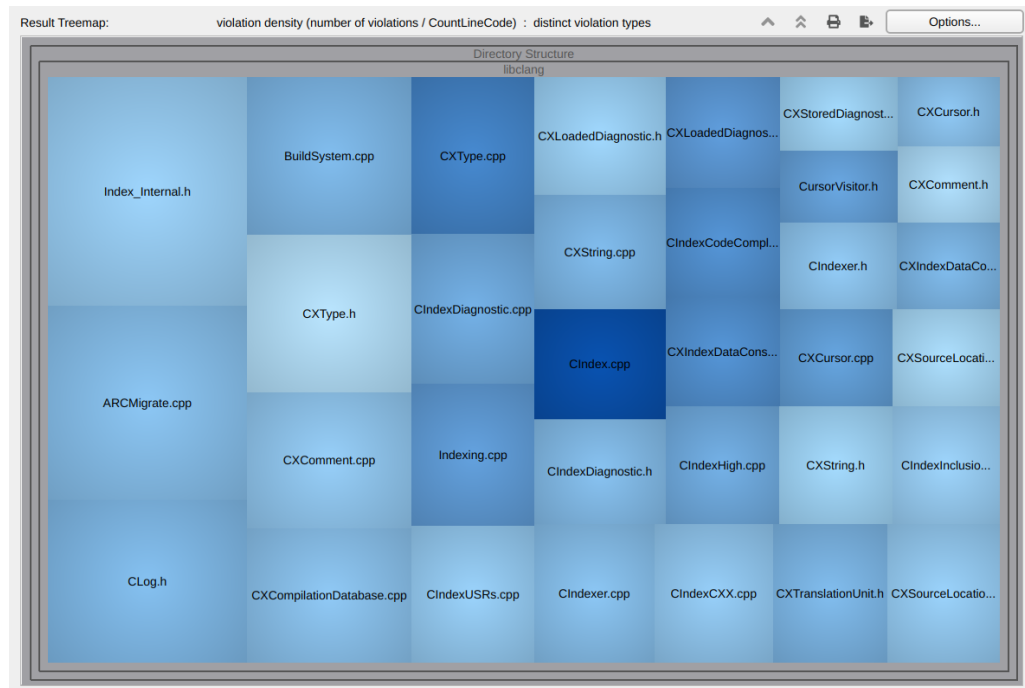 Result Treemap: violation density (number of violations / CountLineCode) : distinct violation types Options...
Directory Structure
libclang
Index_Internal.h
ARCMigrate.cpp
CLog.h
BuildSystem.cpp
CXType.h
CXComment.cpp
CXCompilationDatabase.cpp
CXType.cpp
CIndexDiagnostic.cpp
Indexing.cpp
CIndexUSRs.cpp
CXLoadedDiagnostic.h
CXString.cpp
CIndex.cpp
CIndexDiagnostic.h
CIndexer.cpp
CXLoadedDiagnos...
CIndexCodeCompl...
CXIndexDataCons...
CIndexHigh.cpp
CIndexCXX.cpp
CXStoredDiagnost...
CursorVisitor.h
CIndexer.h
CXCursor.cpp
CXString.h
CXTranslationUnit.h
CXCursor.h
CXComment.h
CXIndexDataCo...
CXSourceLocati...
CIndexInclusio...
CXSourceLocatio...